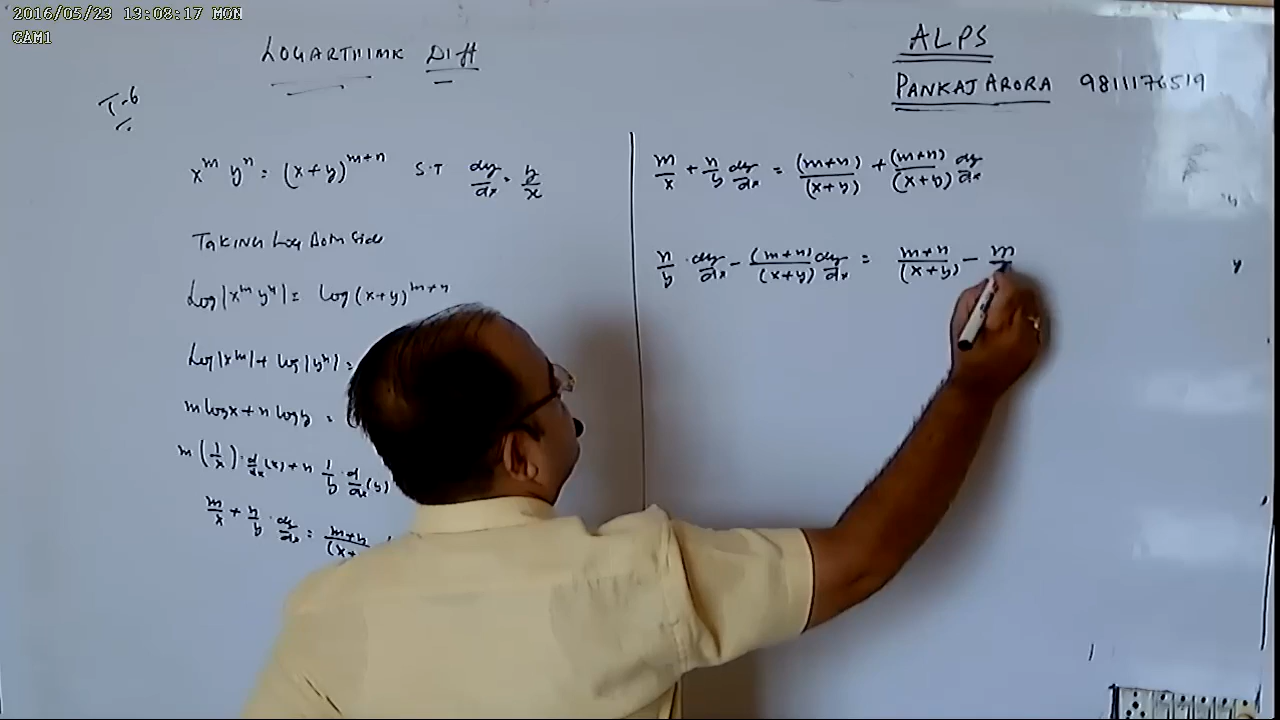 2016/05/23 13:08:17 MON
CAM1
LOGARTHIMK Diff
T-6
x^m y^n = (x+y)^{m+n} S.T dy/dx = y/x
TAKING Log Both Side
Log|x^m y^n| = log(x+y)^{m+n}
Log|x^m| + log|y^n| =
m log x + n log y = (
m (1/x) · d/dx (x) + n 1/y · d/dx (y)
m/x + n/y · dy/dx = m+n/(x+
ALPS
PANKAJ ARORA 9811176519
m/x + n/y dy/dx = (m+n)/(x+y) + (m+n)/(x+y) dy/dx
n/y · dy/dx - (m+n)/(x+y) dy/dx = m+n/(x+y) - m
y